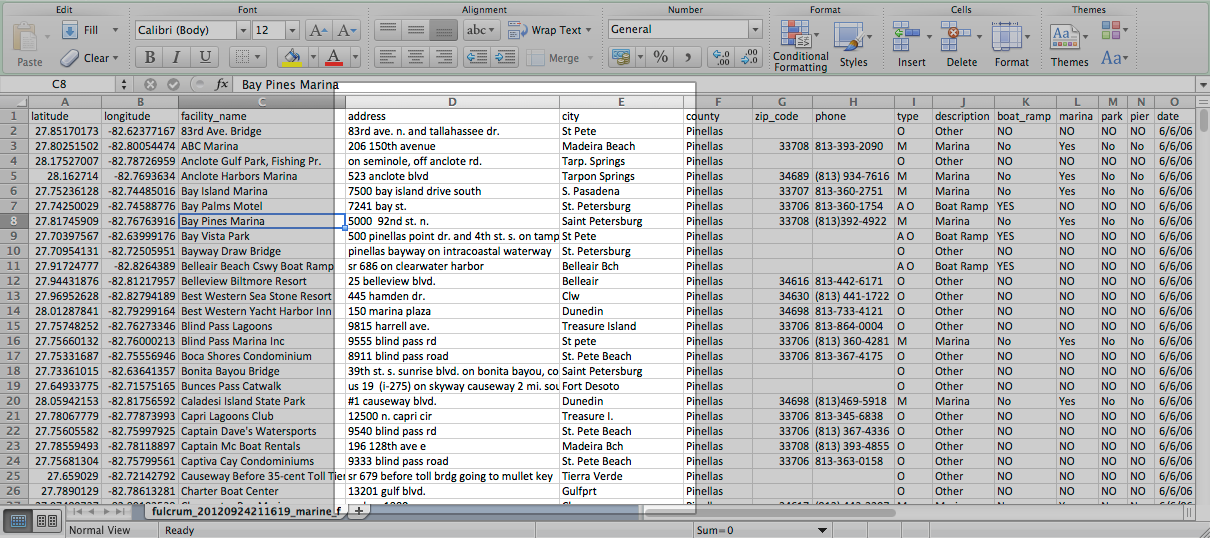 Edit Font Alignment Number Format Cells Themes
Fill Calibri (Body) 12 A A abc Wrap Text General
Paste Clear B I U A Merge % , Conditional Formatting Styles Insert Delete Format Themes Aa
C8 fx Bay Pines Marina
A B C D E F G H I J K L M N O
1 latitude longitude facility_name address city county zip_code phone type description boat_ramp marina park pier date
2 27.85170173 -82.62377167 83rd Ave. Bridge 83rd ave. n. and tallahassee dr. St Pete Pinellas O Other NO NO NO NO 6/6/06
3 27.80251502 -82.80054474 ABC Marina 206 150th avenue Madeira Beach Pinellas 33708 813-393-2090 M Marina No Yes NO NO 6/6/06
4 28.17527007 -82.78726959 Anclote Gulf Park, Fishing Pr. on seminole, off anclote rd. Tarp. Springs Pinellas O Other NO NO NO NO 6/6/06
5 28.162714 -82.7693634 Anclote Harbors Marina 523 anclote blvd Tarpon Springs Pinellas 34689 (813) 934-7616 M Marina No Yes NO NO 6/6/06
6 27.75236128 -82.74485016 Bay Island Marina 7500 bay island drive south S. Pasadena Pinellas 33707 813-360-2751 M Marina No Yes NO NO 6/6/06
7 27.74250029 -82.74588776 Bay Palms Motel 7241 bay st. St. Petersburg Pinellas 33706 813-360-1754 A O Boat Ramp YES NO NO NO 6/6/06
8 27.81745909 -82.76763916 Bay Pines Marina 5000 92nd st. n. Saint Petersburg Pinellas 33708 (813)392-4922 M Marina No Yes NO NO 6/6/06
9 27.70397567 -82.63999176 Bay Vista Park 500 pinellas point dr. and 4th st. s. on tamp St Pete Pinellas A O Boat Ramp YES NO NO NO 6/6/06
10 27.70954131 -82.72505951 Bayway Draw Bridge pinellas bayway on intracoastal waterway St. Petersburg Pinellas O Other NO NO NO NO 6/6/06
11 27.91724777 -82.8264389 Belleair Beach Cswy Boat Ramp sr 686 on clearwater harbor Belleair Bch Pinellas A O Boat Ramp YES NO NO NO 6/6/06
12 27.94431876 -82.81217957 Belleview Biltmore Resort 25 belleview blvd. Belleair Pinellas 34616 813-442-6171 O Other NO NO NO NO 6/6/06
13 27.96952628 -82.82794189 Best Western Sea Stone Resort 445 hamden dr. Clw Pinellas 34630 (813) 441-1722 O Other NO NO NO NO 6/6/06
14 28.01287841 -82.79299164 Best Western Yacht Harbor Inn 150 marina plaza Dunedin Pinellas 34698 813-733-4121 O Other NO NO NO NO 6/6/06
15 27.75748252 -82.76273346 Blind Pass Lagoons 9815 harrell ave. Treasure Island Pinellas 33706 813-864-0004 O Other NO NO NO NO 6/6/06
16 27.75660132 -82.76000213 Blind Pass Marina Inc 9555 blind pass rd St pete Pinellas 33706 (813) 360-4281 M Marina No Yes NO NO 6/6/06
17 27.75331687 -82.75556946 Boca Shores Condominium 8911 blind pass road St. Pete Beach Pinellas 33706 813-367-4175 O Other NO NO NO NO 6/6/06
18 27.73361015 -82.63641357 Bonita Bayou Bridge 39th st. s. sunrise blvd. on bonita bayou, co Saint Petersburg Pinellas O Other NO NO NO NO 6/6/06
19 27.64933775 -82.71575165 Bunces Pass Catwalk us 19 (i-275) on skyway causeway 2 mi. sou Fort Desoto Pinellas O Other NO NO NO NO 6/6/06
20 28.05942153 -82.81756592 Caladesi Island State Park #1 causeway blvd. Dunedin Pinellas 34698 (813)469-5918 M Marina No Yes NO NO 6/6/06
21 27.78067779 -82.77873993 Capri Lagoons Club 12500 n. capri cir Treasure I. Pinellas 33706 813-345-6838 O Other NO NO NO NO 6/6/06
22 27.75605582 -82.75997925 Captain Dave's Watersports 9540 blind pass rd St. Pete Beach Pinellas 33706 (813) 367-4336 O Other NO NO NO NO 6/6/06
23 27.78559493 -82.78118897 Captain Mc Boat Rentals 196 128th ave e Madeira Bch Pinellas 33708 (813) 393-4855 O Other NO NO NO NO 6/6/06
24 27.75681304 -82.75799561 Captiva Cay Condominiums 9333 blind pass road St. Pete Beach Pinellas 33706 813-363-0158 O Other NO NO NO NO 6/6/06
25 27.659029 -82.72142792 Causeway Before 35-cent Toll Tier sr 679 before toll brdg going to mullet key Tierra Verde Pinellas O Other NO NO NO NO 6/6/06
26 27.7890129 -82.78613281 Charter Boat Center 13201 gulf blvd. Gulfprt Pinellas O Other NO NO NO NO 6/6/06
fulcrum_20120924211619_marine_f +
Normal View Ready Sum=0